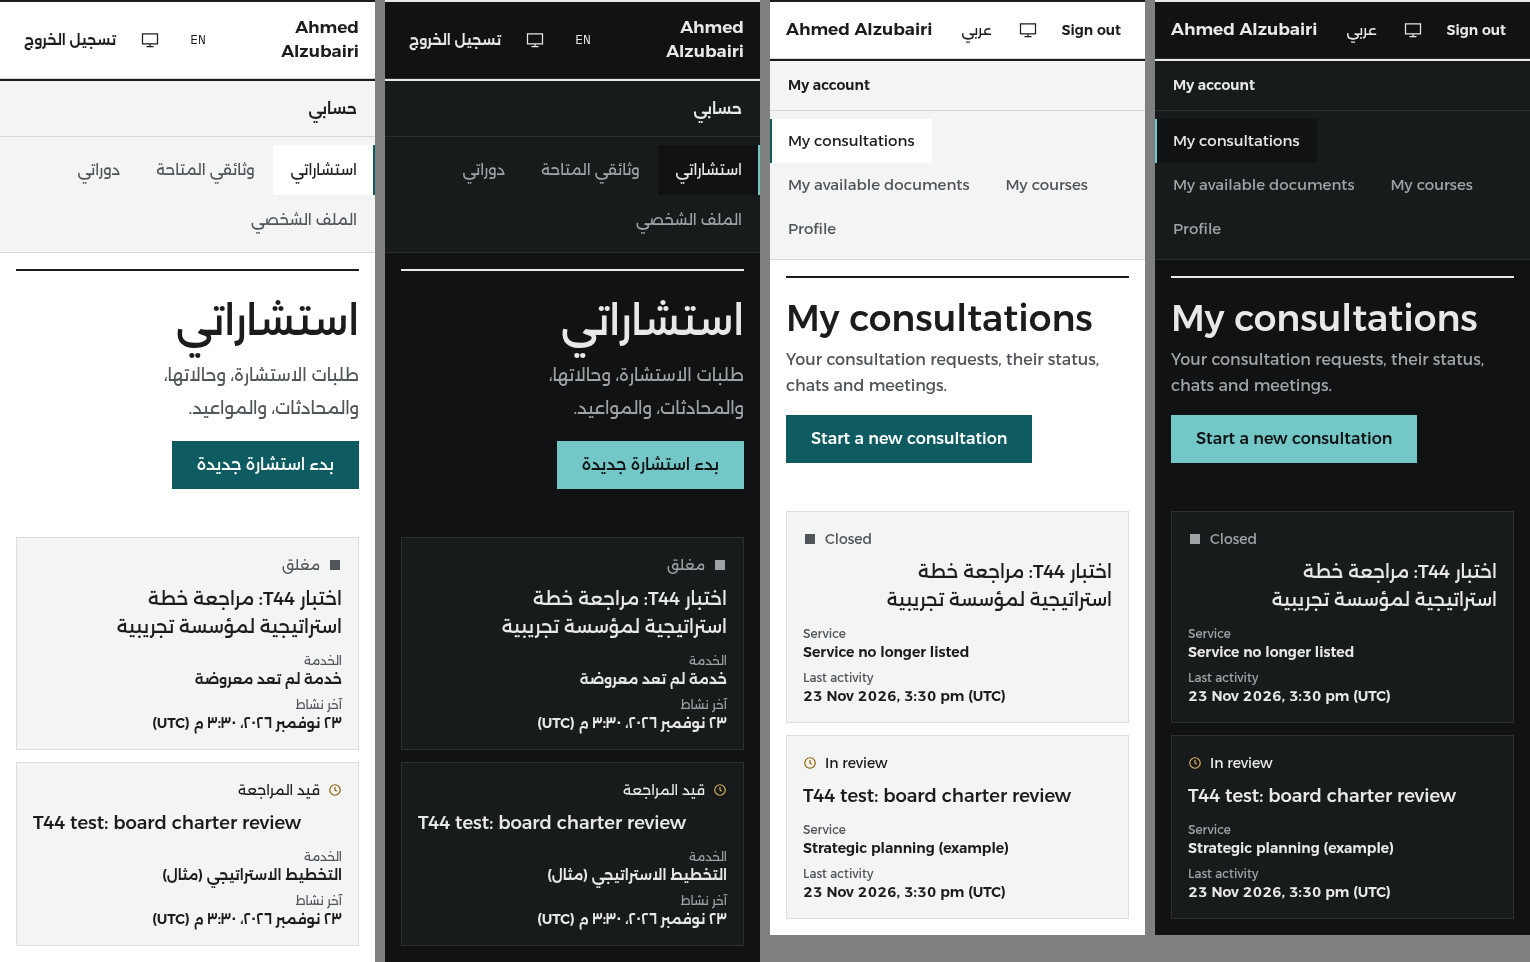 Ahmed
Alzubairi
EN
تسجيل الخروج
حسابي
استشاراتي
وثائقي المتاحة
دوراتي
الملف الشخصي
استشاراتي
طلبات الاستشارة، وحالاتها،
والمحادثات، والمواعيد.
بدء استشارة جديدة
مغلق
اختبار T44: مراجعة خطة
استراتيجية لمؤسسة تجريبية
الخدمة
خدمة لم تعد معروضة
آخر نشاط
٢٣ نوفمبر ٢٠٢٦، ٣:٣٠ م (UTC)
قيد المراجعة
T44 test: board charter review
الخدمة
التخطيط الاستراتيجي (مثال)
آخر نشاط
٢٣ نوفمبر ٢٠٢٦، ٣:٣٠ م (UTC)
Ahmed
Alzubairi
EN
تسجيل الخروج
حسابي
استشاراتي
وثائقي المتاحة
دوراتي
الملف الشخصي
استشاراتي
طلبات الاستشارة، وحالاتها،
والمحادثات، والمواعيد.
بدء استشارة جديدة
مغلق
اختبار T44: مراجعة خطة
استراتيجية لمؤسسة تجريبية
الخدمة
خدمة لم تعد معروضة
آخر نشاط
٢٣ نوفمبر ٢٠٢٦، ٣:٣٠ م (UTC)
قيد المراجعة
T44 test: board charter review
الخدمة
التخطيط الاستراتيجي (مثال)
آخر نشاط
٢٣ نوفمبر ٢٠٢٦، ٣:٣٠ م (UTC)
Ahmed Alzubairi
عربي
Sign out
My account
My consultations
My available documents
My courses
Profile
My consultations
Your consultation requests, their status,
chats and meetings.
Start a new consultation
Closed
اختبار T44: مراجعة خطة
استراتيجية لمؤسسة تجريبية
Service
Service no longer listed
Last activity
23 Nov 2026, 3:30 pm (UTC)
In review
T44 test: board charter review
Service
Strategic planning (example)
Last activity
23 Nov 2026, 3:30 pm (UTC)
Ahmed Alzubairi
عربي
Sign out
My account
My consultations
My available documents
My courses
Profile
My consultations
Your consultation requests, their status,
chats and meetings.
Start a new consultation
Closed
اختبار T44: مراجعة خطة
استراتيجية لمؤسسة تجريبية
Service
Service no longer listed
Last activity
23 Nov 2026, 3:30 pm (UTC)
In review
T44 test: board charter review
Service
Strategic planning (example)
Last activity
23 Nov 2026, 3:30 pm (UTC)